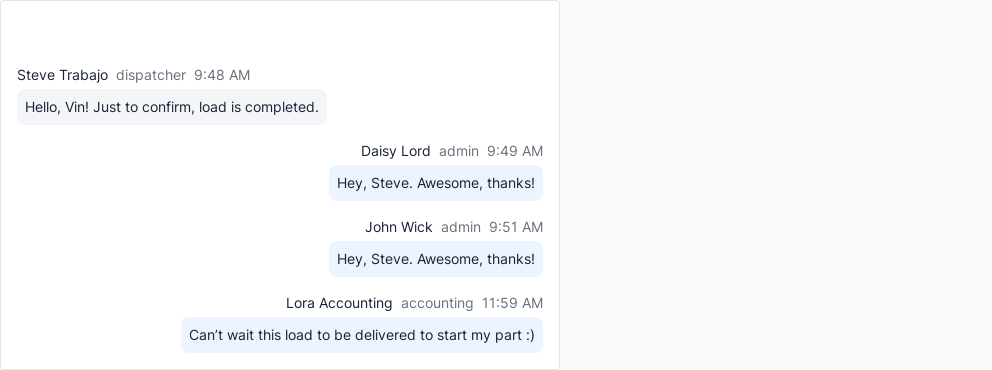 Steve Trabajo dispatcher 9:48 AM
Hello, Vin! Just to confirm, load is completed.
Daisy Lord admin 9:49 AM
Hey, Steve. Awesome, thanks!
John Wick admin 9:51 AM
Hey, Steve. Awesome, thanks!
Lora Accounting accounting 11:59 AM
Can’t wait this load to be delivered to start my part :)